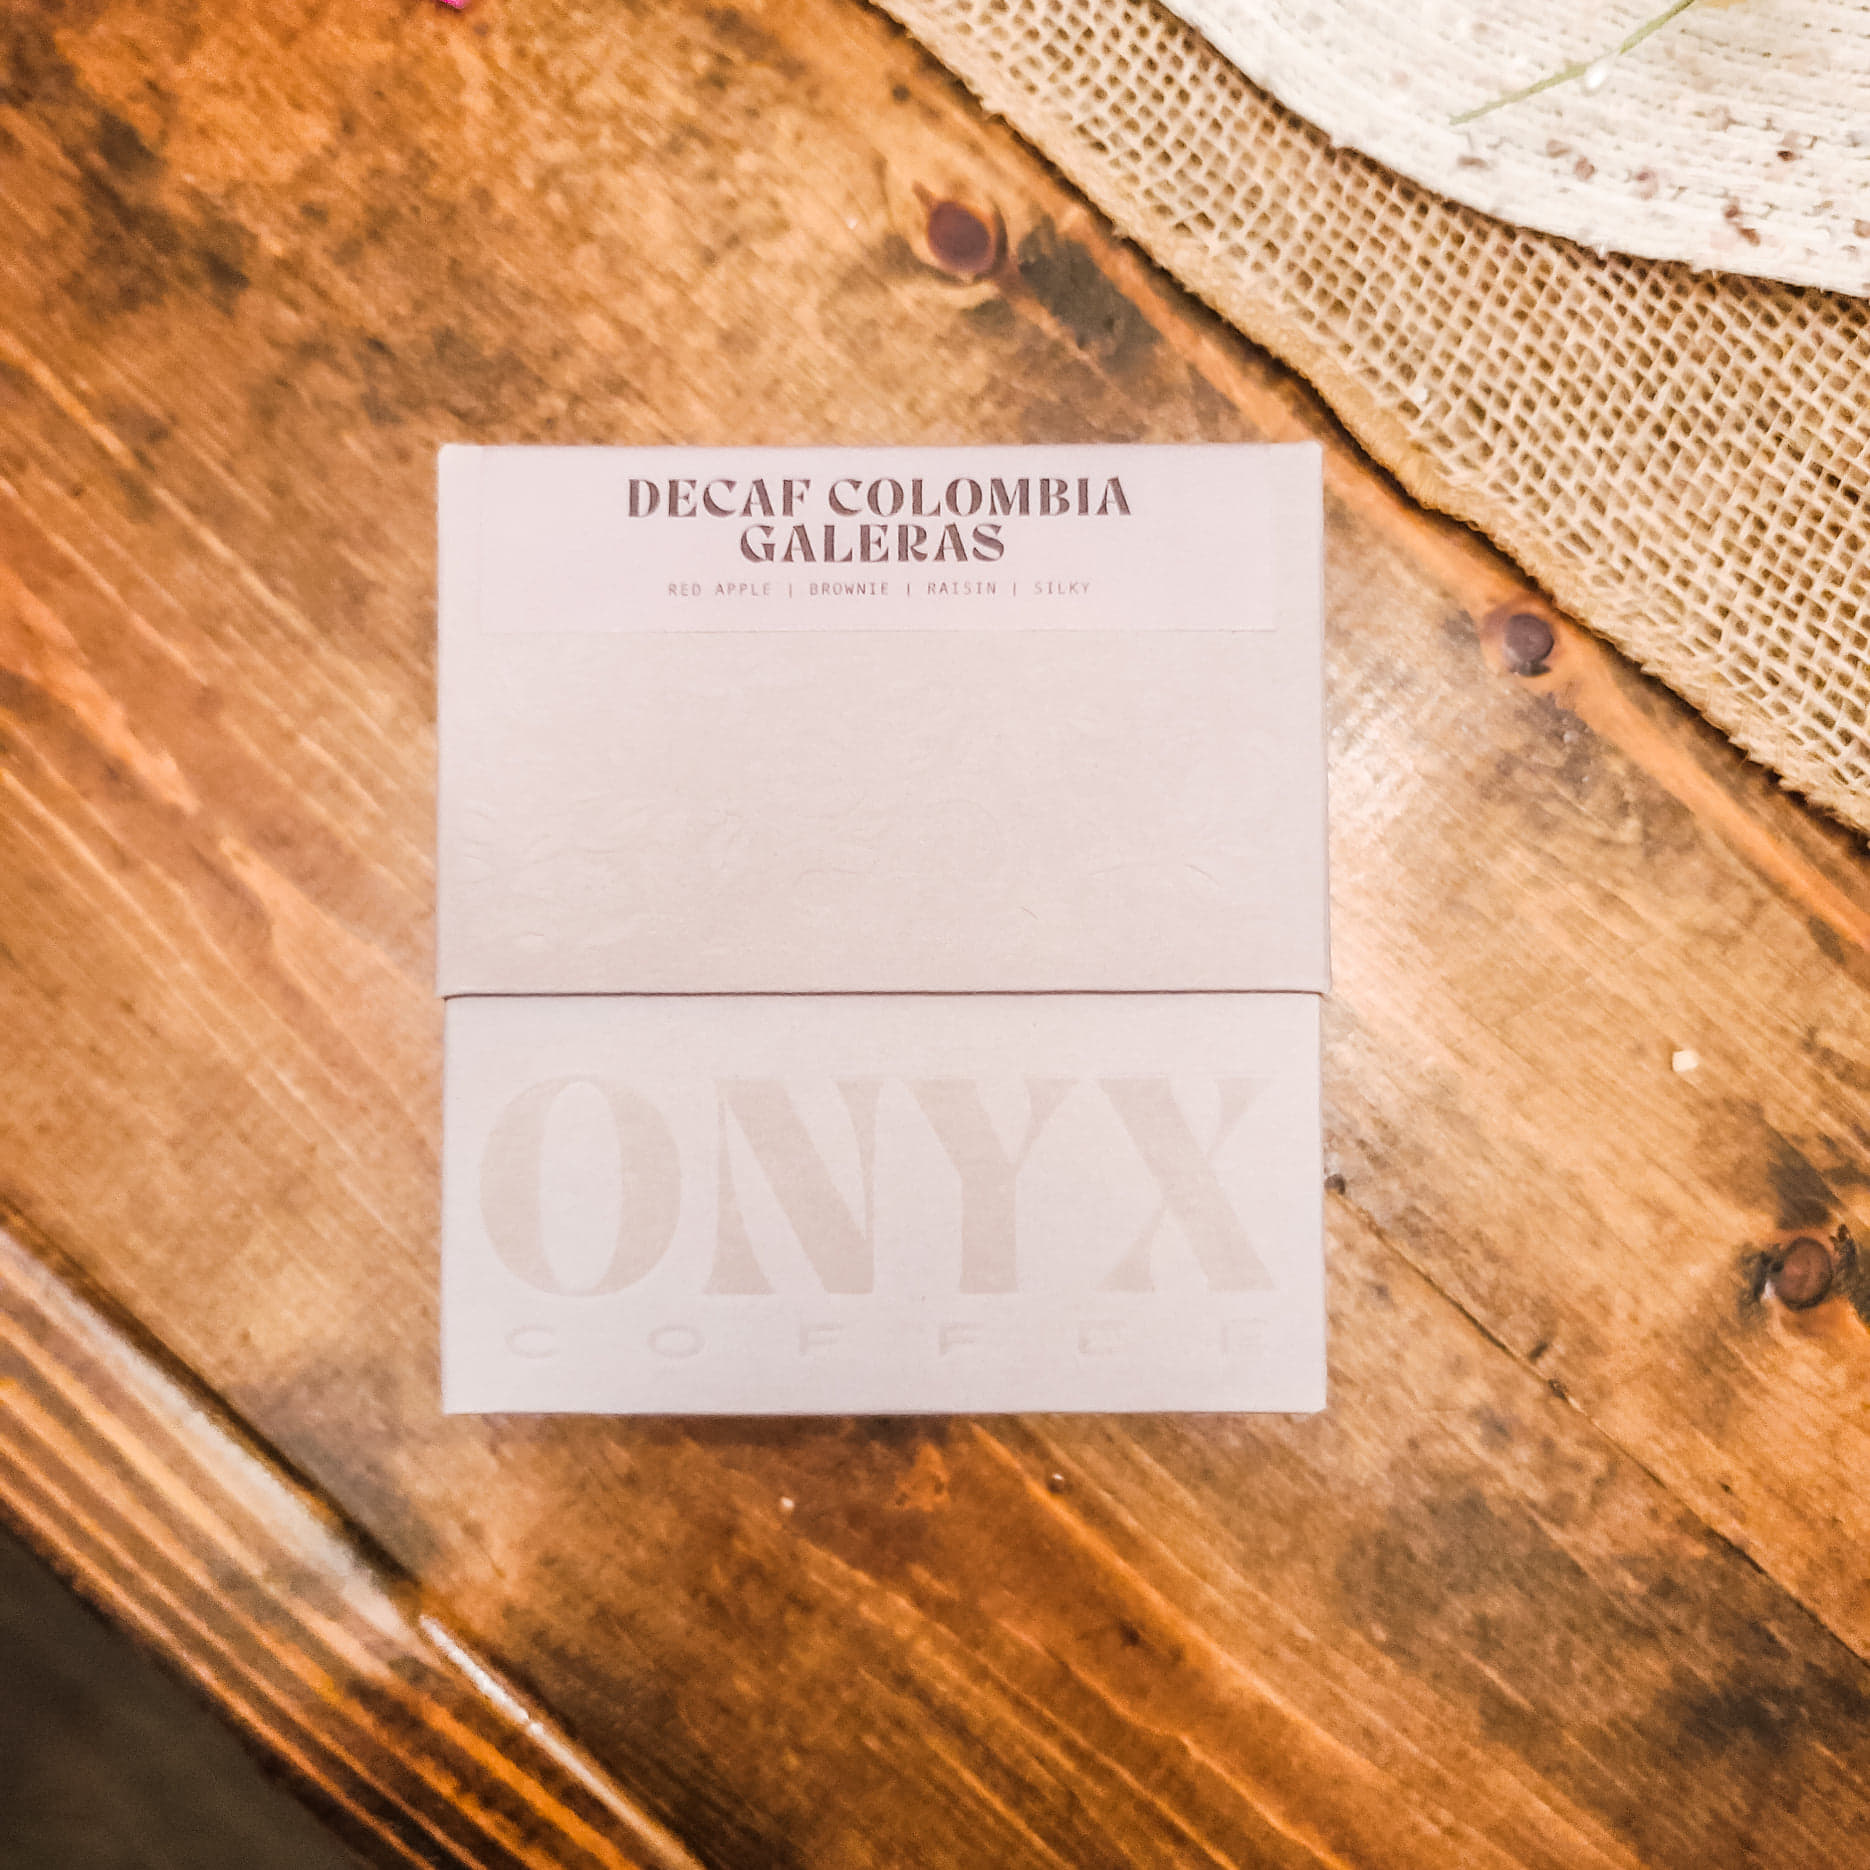 DECAF COLOMBIA
GALERAS
RED APPLE | BROWNIE | RAISIN | SILKY
ONYX
COFFEE